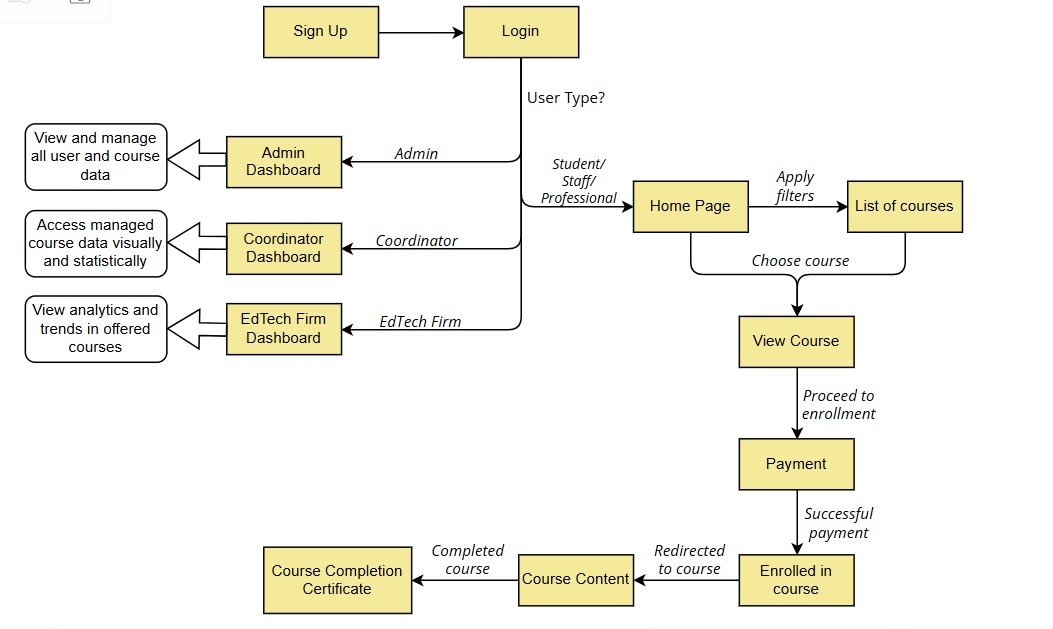 Sign Up
Login
User Type?
View and manage
all user and course
data
Admin
Dashboard
Admin
Student/
Staff/
Professional
Home Page
Apply
filters
List of courses
Access managed
course data visually
and statistically
Coordinator
Dashboard
Coordinator
Choose course
View analytics and
trends in offered
courses
EdTech Firm
Dashboard
EdTech Firm
View Course
Proceed to
enrollment
Payment
Successful
payment
Enrolled in
course
Redirected
to course
Course Content
Completed
course
Course Completion
Certificate